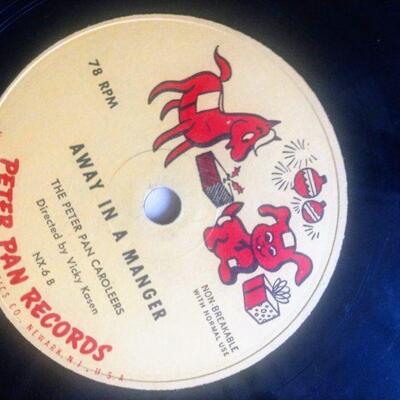 78 RPM
AWAY IN A MANGER
THE PETER PAN CAROLEERS
Directed by Vicky Kasen
NX-6 B
NON-BREAKABLE
WITH NORMAL USE
PETER PAN RECORDS
CO., NEWARK, N.J., U.S.A.